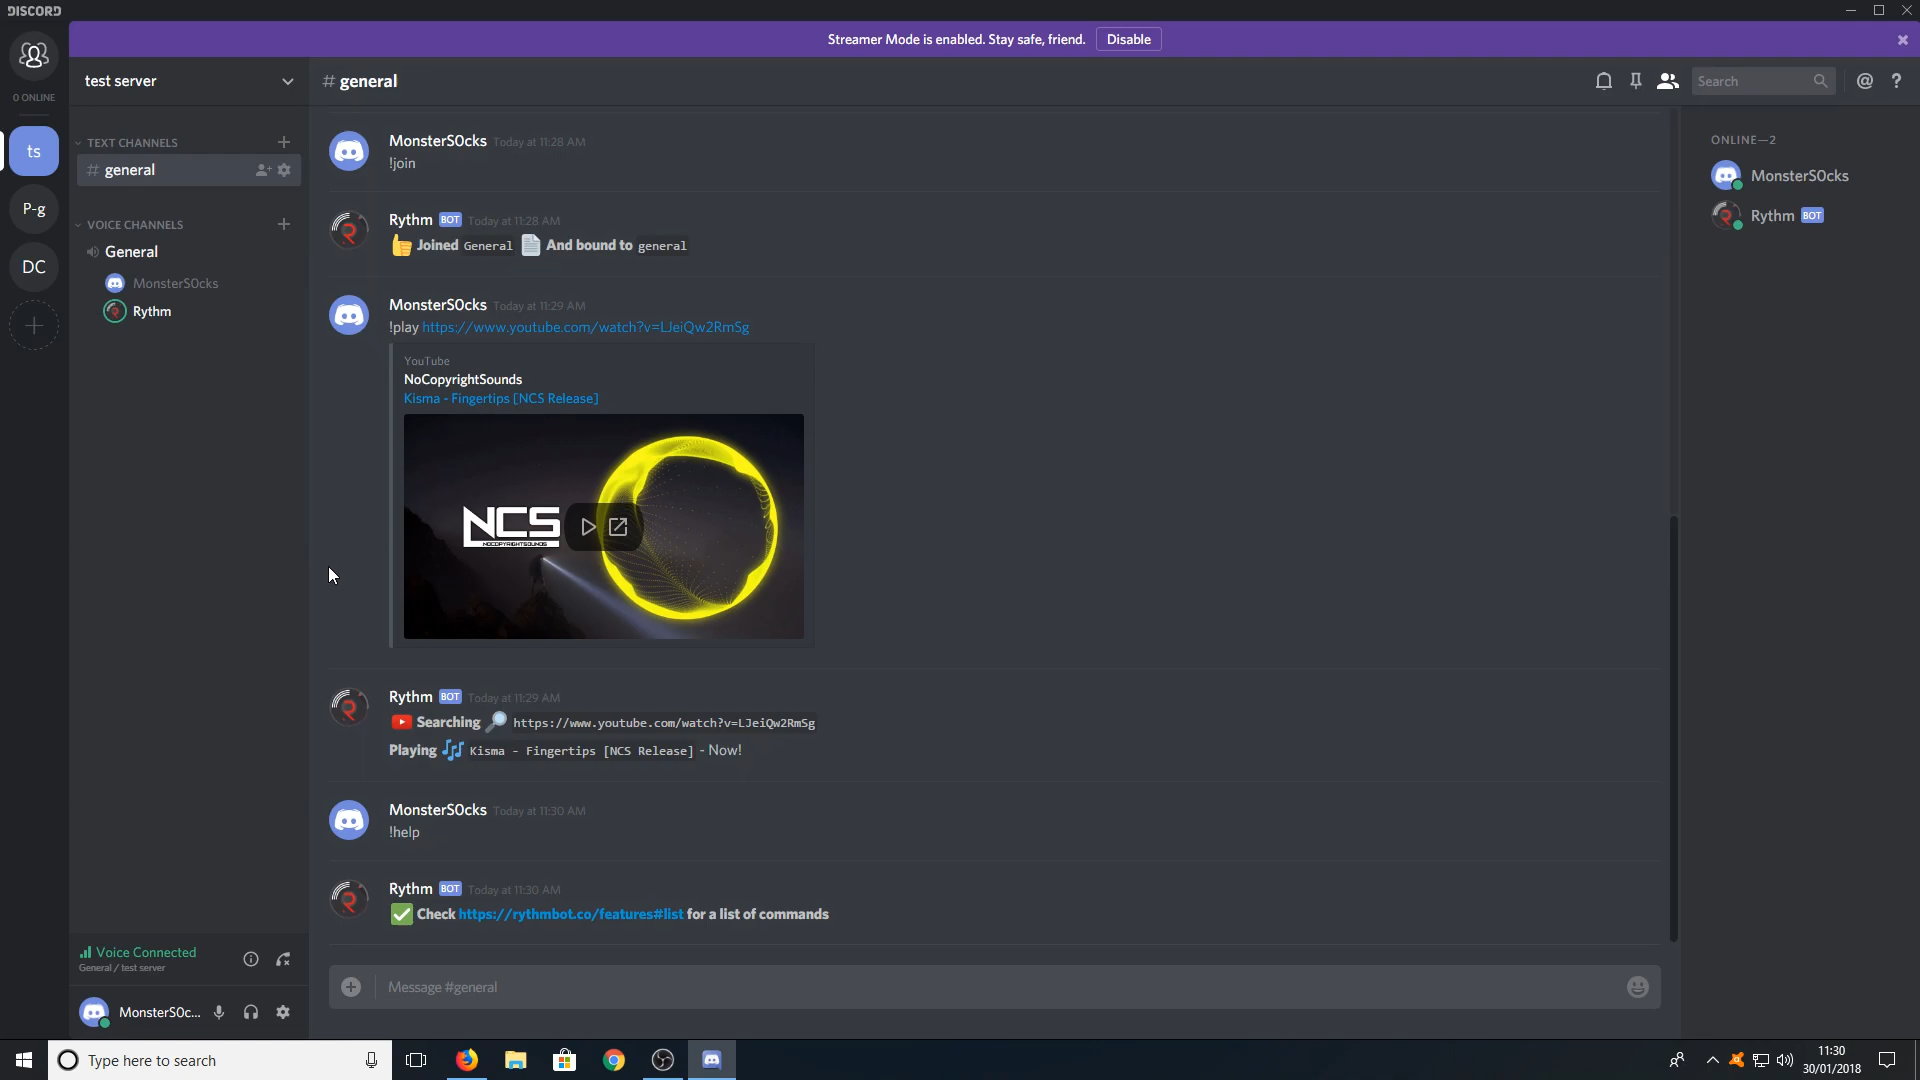 DISCORD
Streamer Mode is enabled. Stay safe, friend. Disable
0 ONLINE
ts
P-g
DC
test server
TEXT CHANNELS
# general
VOICE CHANNELS
General
MonsterS0cks
Rythm
Voice Connected
General / test server
MonsterS0c...
# general
Search
@ ?
MonsterS0cks Today at 11:28 AM
!join
Rythm BOT Today at 11:28 AM
Joined General And bound to general
MonsterS0cks Today at 11:29 AM
!play https://www.youtube.com/watch?v=LJeiQw2RmSg
YouTube
NoCopyrightSounds
Kisma - Fingertips [NCS Release]
NCS
NOCOPYRIGHTSOUNDS
Rythm BOT Today at 11:29 AM
Searching https://www.youtube.com/watch?v=LJeiQw2RmSg
Playing Kisma - Fingertips [NCS Release] - Now!
MonsterS0cks Today at 11:30 AM
!help
Rythm BOT Today at 11:30 AM
Check https://rythmbot.co/features#list for a list of commands
Message #general
ONLINE—2
MonsterS0cks
Rythm BOT
Type here to search
11:30
30/01/2018